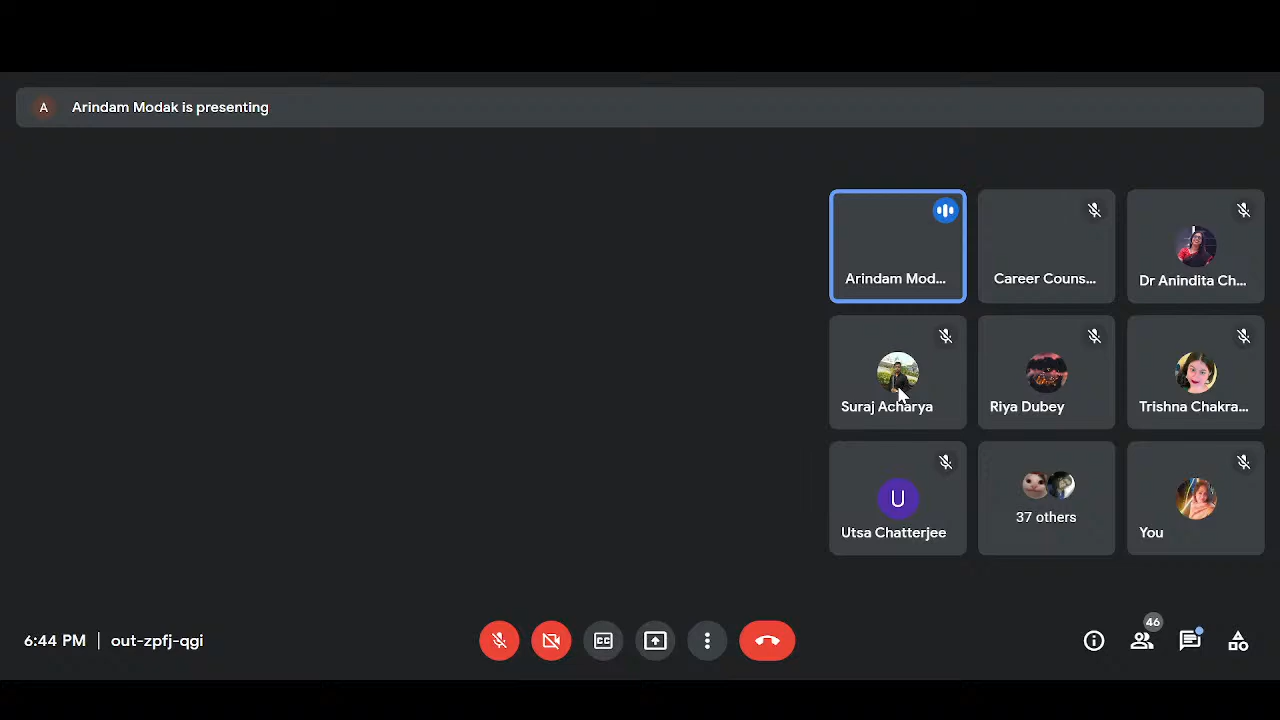 A Arindam Modak is presenting
Arindam Mod...
Career Couns...
Dr Anindita Ch...
Suraj Acharya
Riya Dubey
Trishna Chakra...
U
Utsa Chatterjee
37 others
You
6:44 PM | out-zpfj-qgi
CC
46